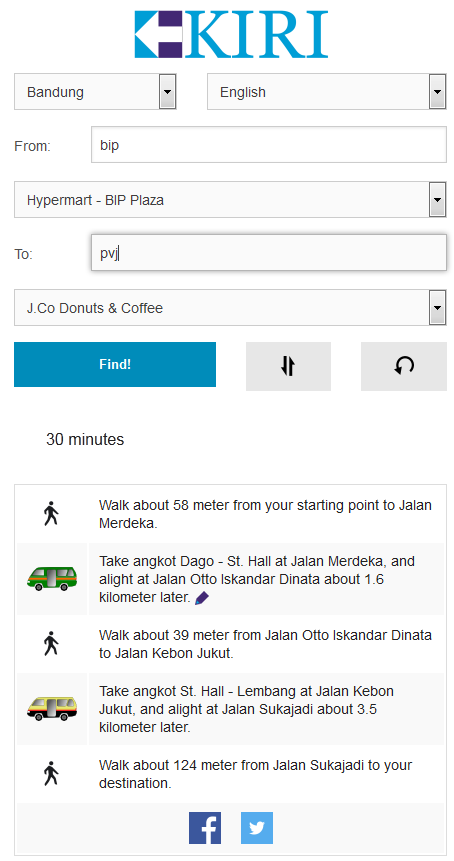 KIRI
Bandung
English
From:
bip
Hypermart - BIP Plaza
To:
pvj
J.Co Donuts & Coffee
Find!
30 minutes
Walk about 58 meter from your starting point to Jalan
Merdeka.
Take angkot Dago - St. Hall at Jalan Merdeka, and
alight at Jalan Otto Iskandar Dinata about 1.6
kilometer later.
Walk about 39 meter from Jalan Otto Iskandar Dinata
to Jalan Kebon Jukut.
Take angkot St. Hall - Lembang at Jalan Kebon
Jukut, and alight at Jalan Sukajadi about 3.5
kilometer later.
Walk about 124 meter from Jalan Sukajadi to your
destination.